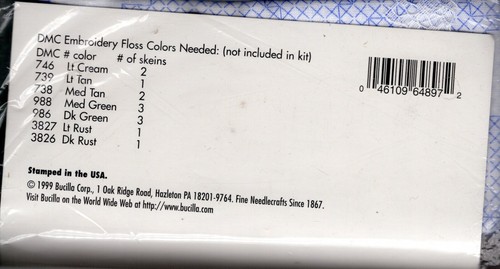 DMC Embroidery Floss Colors Needed: (not included in kit)
DMC # color # of skeins
746 Lt Cream 2
739 Lt Tan 1
738 Med Tan 2
988 Med Green 3
986 Dk Green 3
3827 Lt Rust 1
3826 Dk Rust 1
0 46109 64897 2
Stamped in the USA.
© 1999 Bucilla Corp., 1 Oak Ridge Road, Hazleton PA 18201-9764. Fine Needlecrafts Since 1867.
Visit Bucilla on the World Wide Web at http://www.bucilla.com